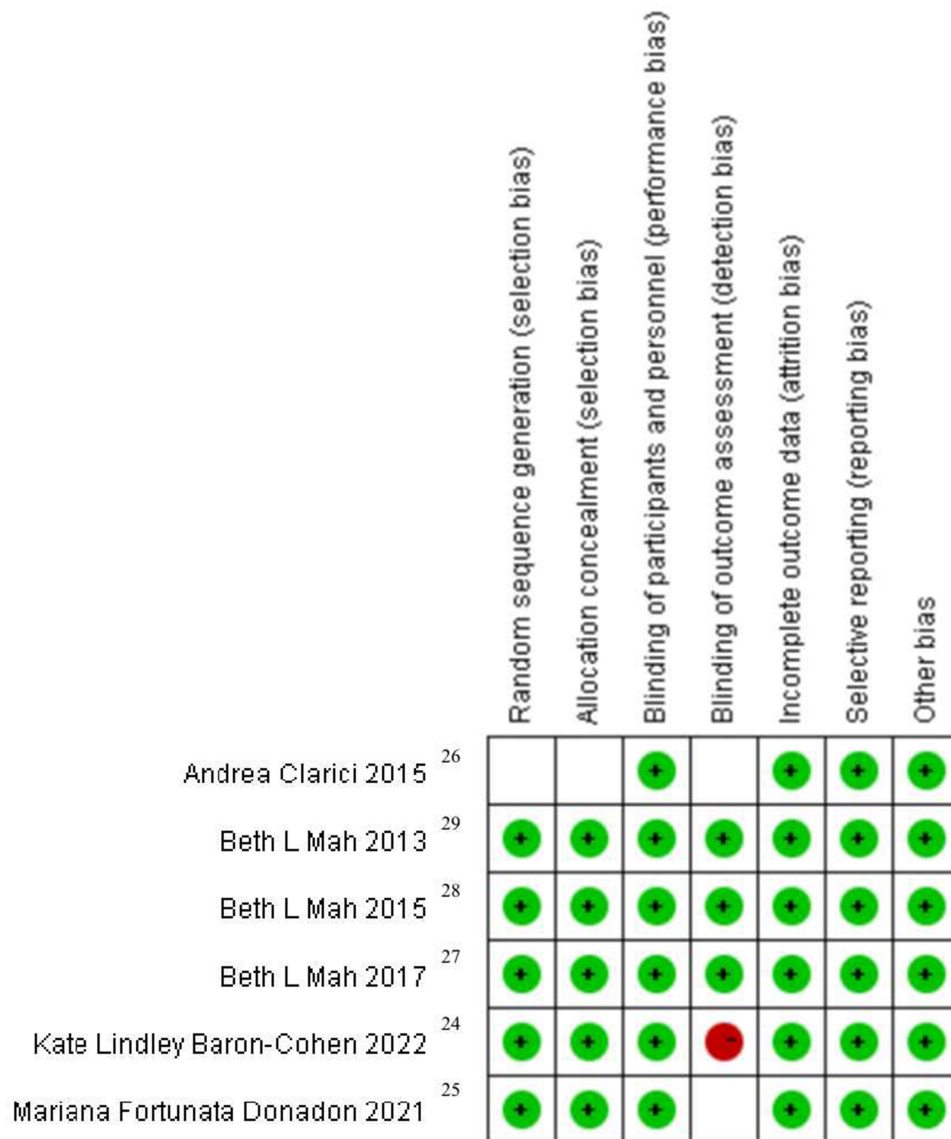 Random sequence generation (selection bias)
Allocation concealment (selection bias)
Blinding of participants and personnel (performance bias)
Blinding of outcome assessment (detection bias)
Incomplete outcome data (attrition bias)
Selective reporting (reporting bias)
Other bias
Andrea Clarici 2015 26
+ + + +
Beth L Mah 2013 29
+ + + + + + +
Beth L Mah 2015 28
+ + + + + + +
Beth L Mah 2017 27
+ + + + + + +
Kate Lindley Baron-Cohen 2022 24
+ + + + + +
Mariana Fortunata Donadon 2021 25
+ + + + + +